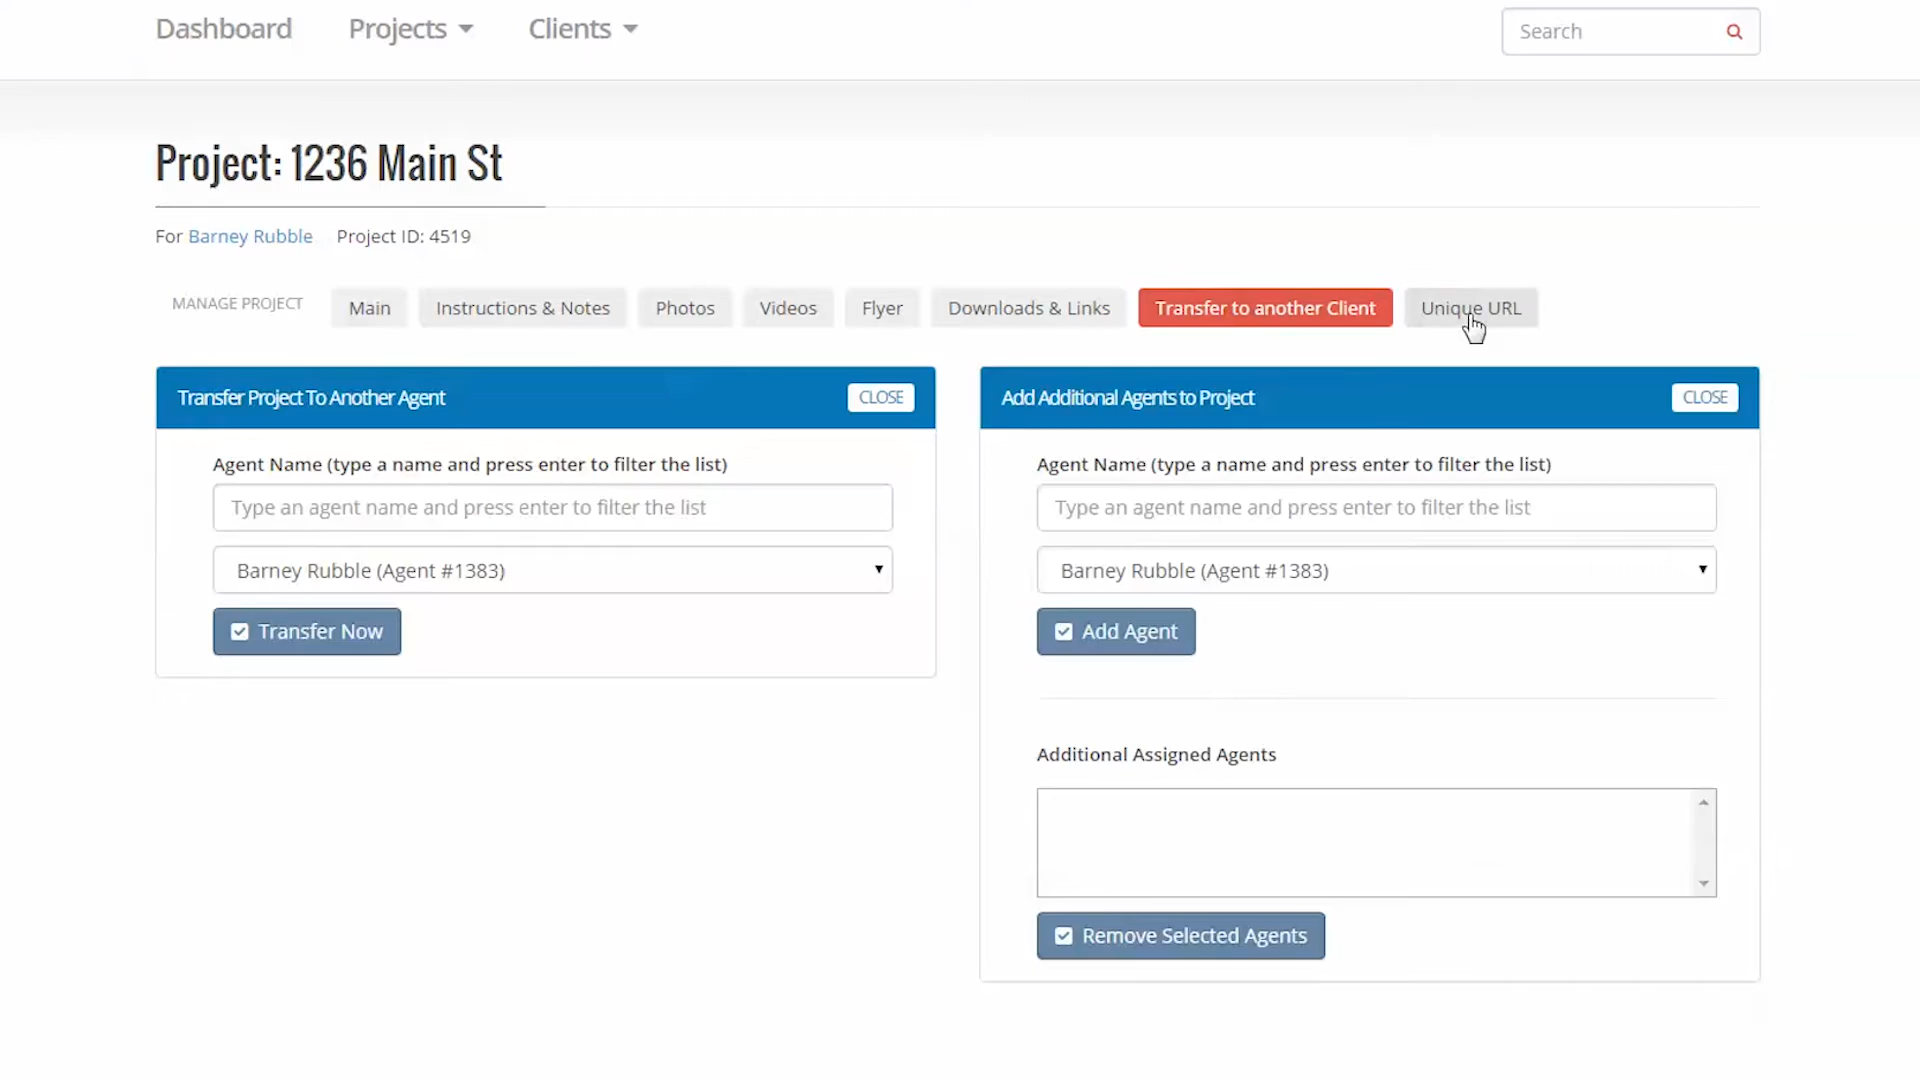 Dashboard Projects Clients Search
Project: 1236 Main St
For Barney Rubble Project ID: 4519
MANAGE PROJECT Main Instructions & Notes Photos Videos Flyer Downloads & Links Transfer to another Client Unique URL
Transfer Project To Another Agent CLOSE
Agent Name (type a name and press enter to filter the list)
Type an agent name and press enter to filter the list
Barney Rubble (Agent #1383)
Transfer Now
Add Additional Agents to Project CLOSE
Agent Name (type a name and press enter to filter the list)
Type an agent name and press enter to filter the list
Barney Rubble (Agent #1383)
Add Agent
Additional Assigned Agents
Remove Selected Agents